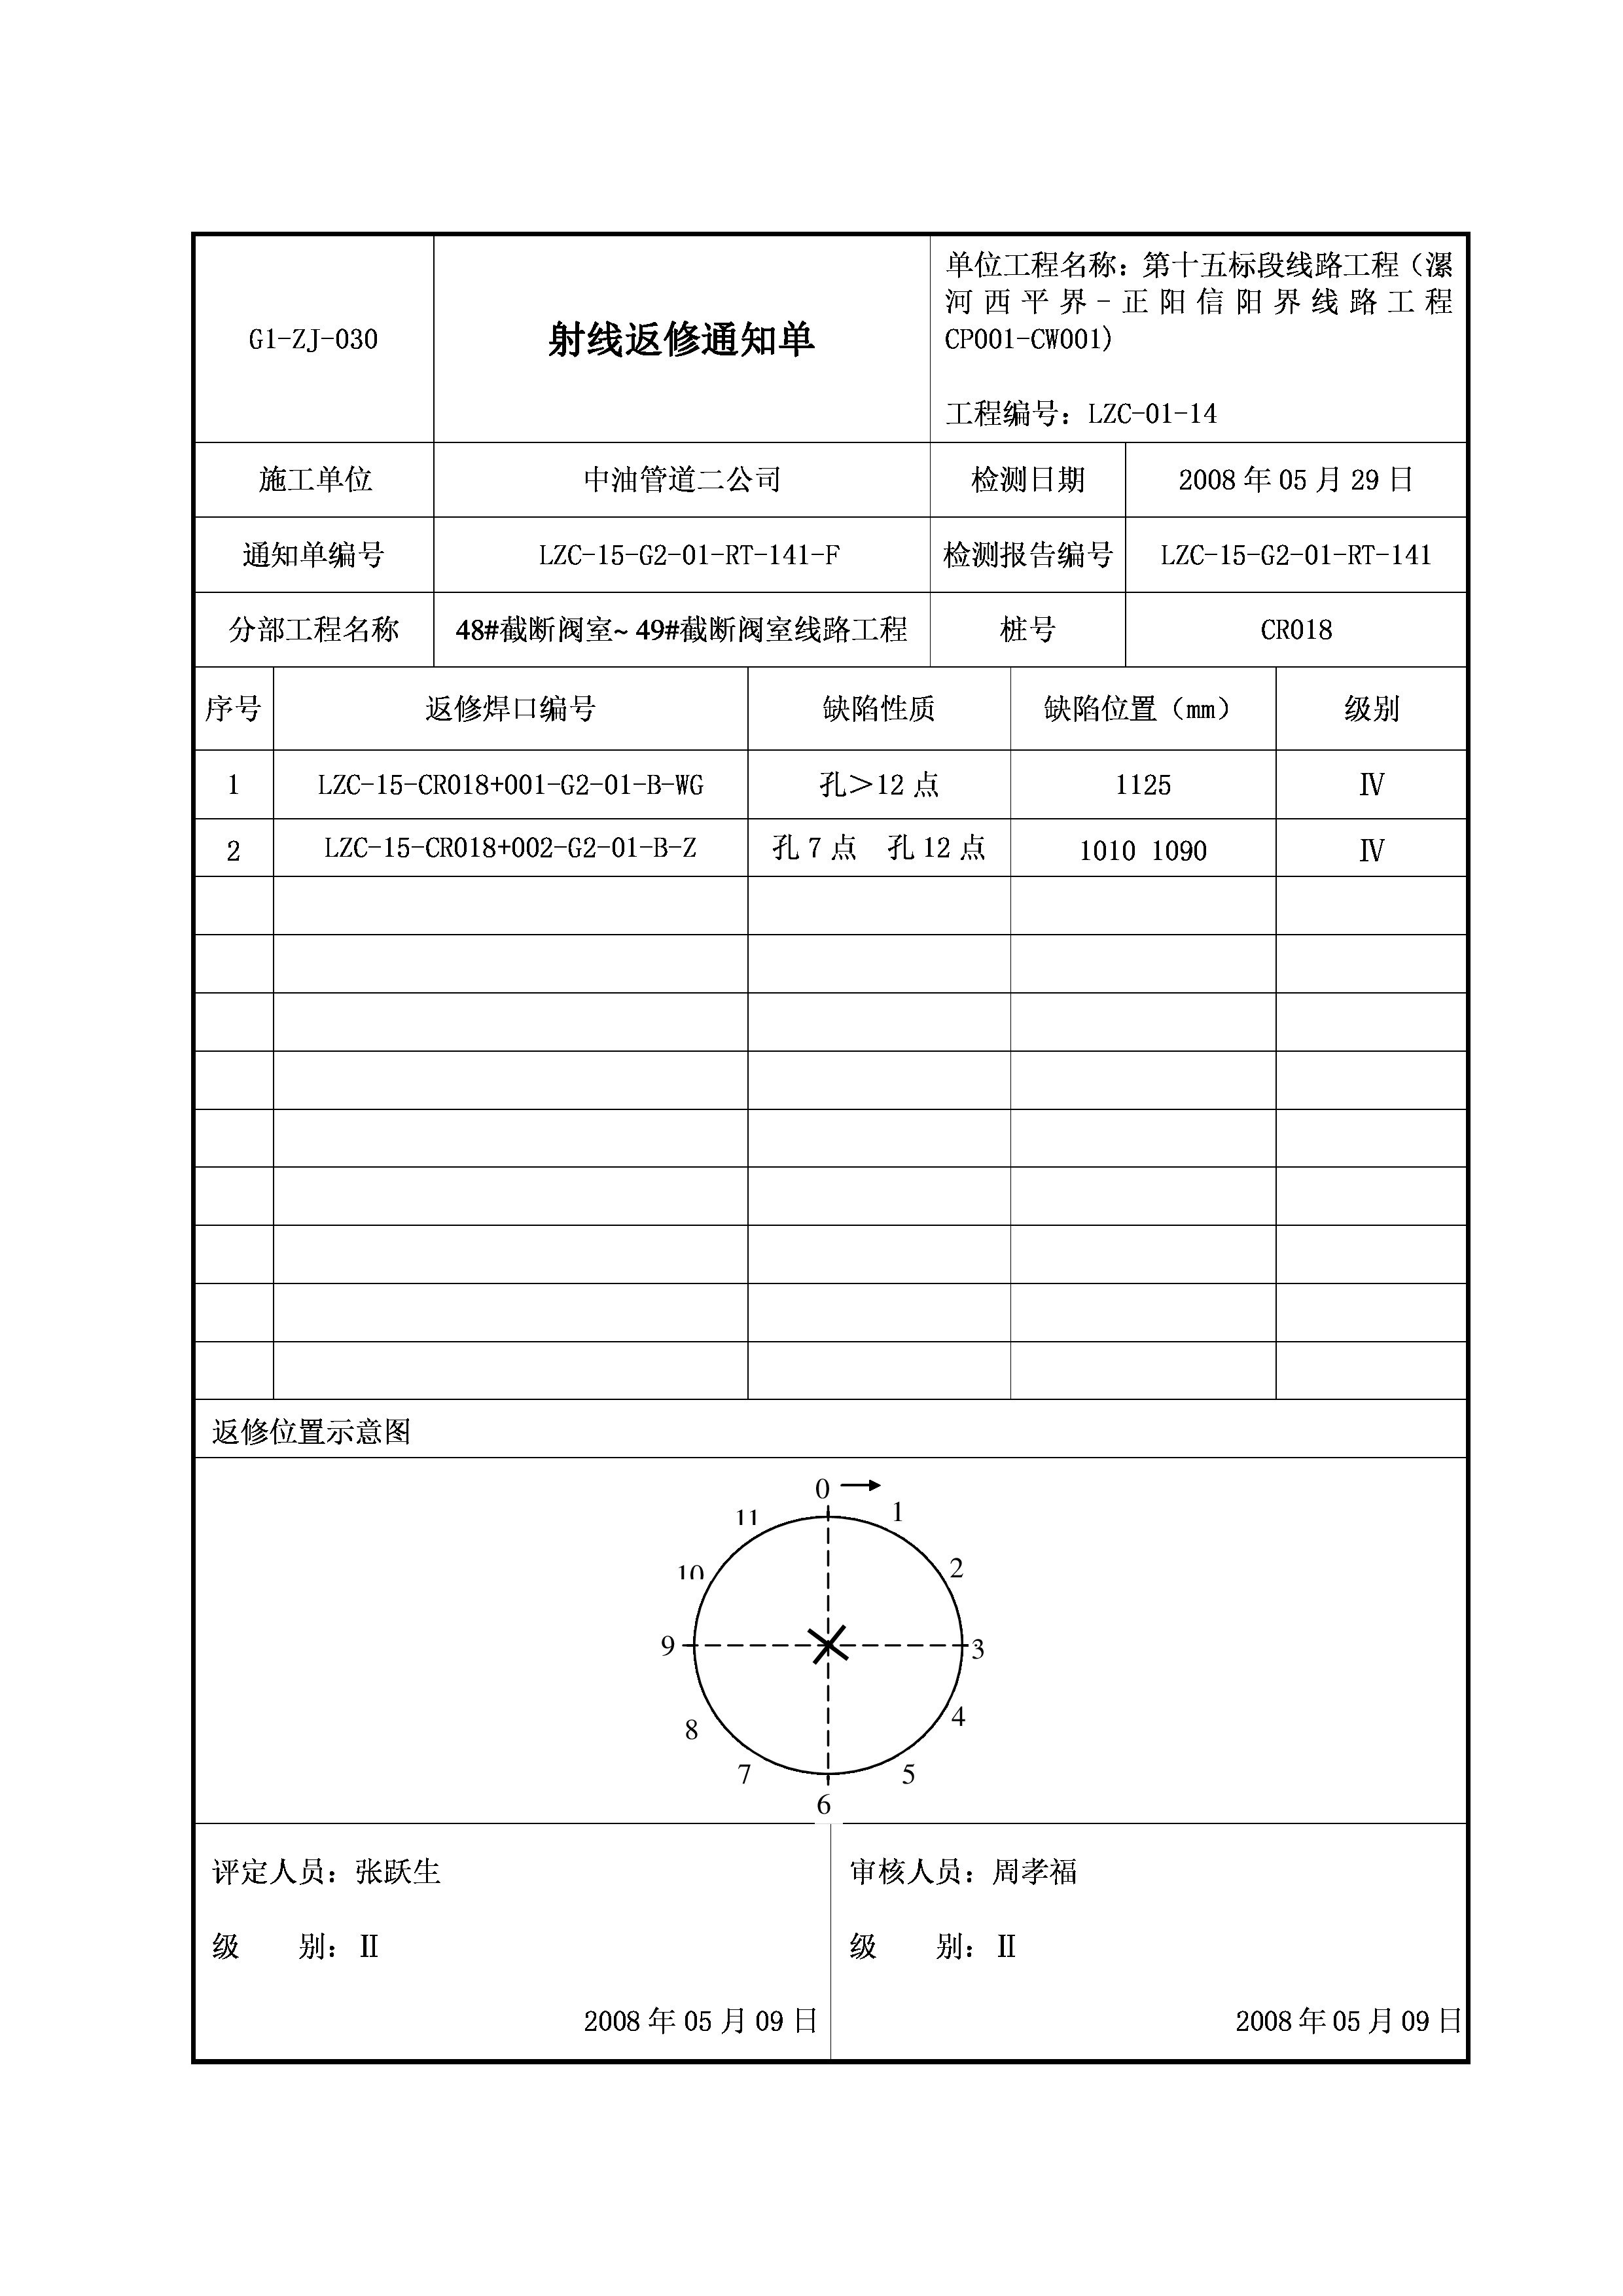 G1-ZJ-030
射线返修通知单
单位工程名称：第十五标段线路工程（漯
河西平界-正阳信阳界线路工程
CP001-CW001)
工程编号：LZC-01-14
施工单位 中油管道二公司 检测日期 2008 年 05 月 29 日
通知单编号 LZC-15-G2-01-RT-141-F 检测报告编号 LZC-15-G2-01-RT-141
分部工程名称 48#截断阀室~ 49#截断阀室线路工程 桩号 CR018
序号 返修焊口编号 缺陷性质 缺陷位置（mm） 级别
1 LZC-15-CR018+001-G2-01-B-WG 孔＞12 点 1125 Ⅳ
2 LZC-15-CR018+002-G2-01-B-Z 孔 7 点 孔 12 点 1010 1090 Ⅳ
返修位置示意图
0
1
2
3
4
5
6
7
8
9
10
11
评定人员：张跃生
级 别：Ⅱ
2008 年 05 月 09 日
审核人员：周孝福
级 别：Ⅱ
2008 年 05 月 09 日